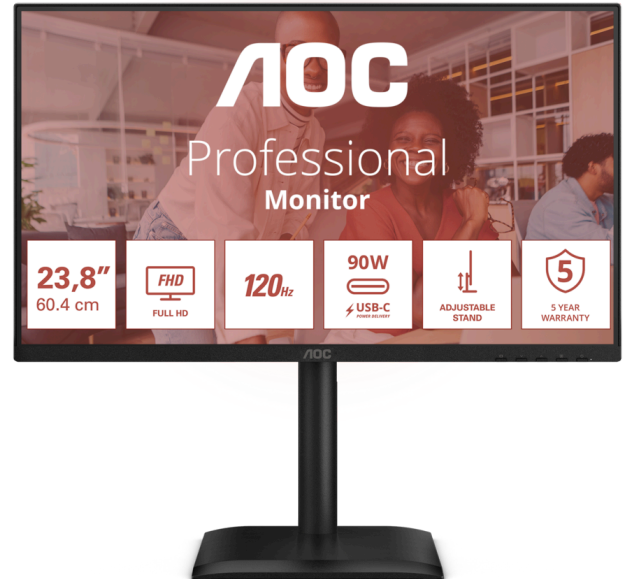 AOC
Professional
Monitor
23,8”
60.4 cm
FHD
FULL HD
120Hz
90W
USB-C
POWER DELIVERY
ADJUSTABLE
STAND
5
5 YEAR
WARRANTY
AOC